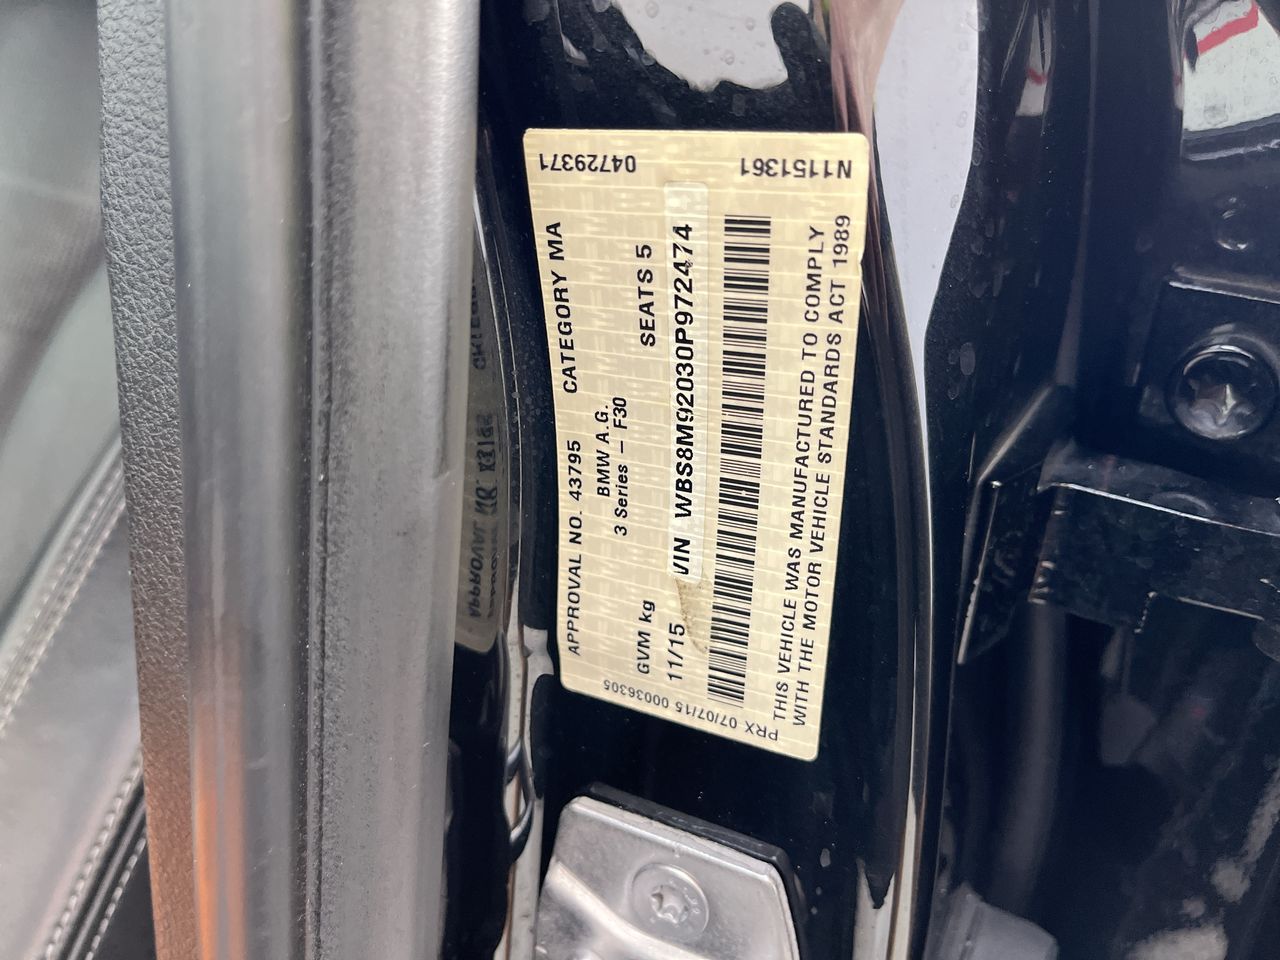 04729371
N1151361
APPROVAL NO. 43795 CATEGORY MA
BMW A.G.
3 Series – F30
GVM kg SEATS 5
11/15 VIN WBS8M92030P972474
THIS VEHICLE WAS MANUFACTURED TO COMPLY
WITH THE MOTOR VEHICLE STANDARDS ACT 1989
PRX 07/07/15 00036305